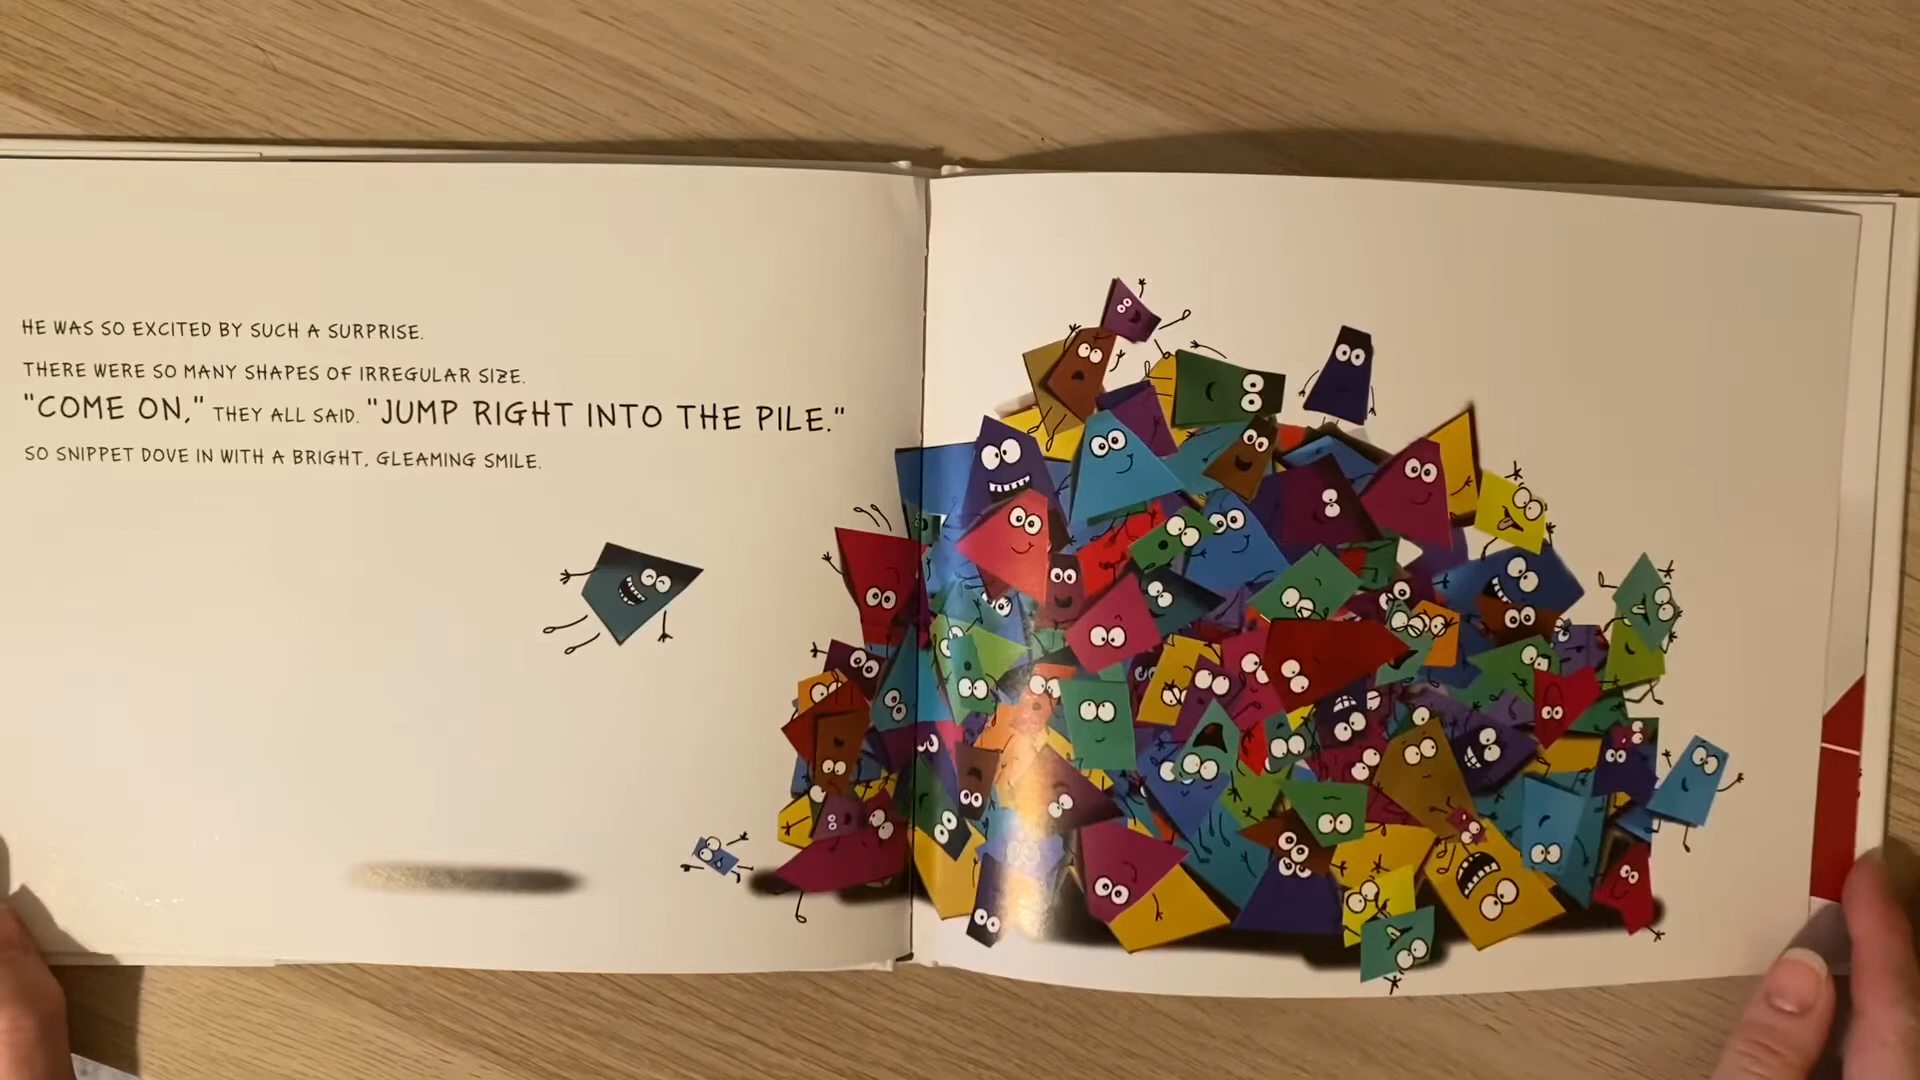 HE WAS SO EXCITED BY SUCH A SURPRISE.
THERE WERE SO MANY SHAPES OF IRREGULAR SIZE.
"COME ON," THEY ALL SAID. "JUMP RIGHT INTO THE PILE."
SO SNIPPET DOVE IN WITH A BRIGHT, GLEAMING SMILE.